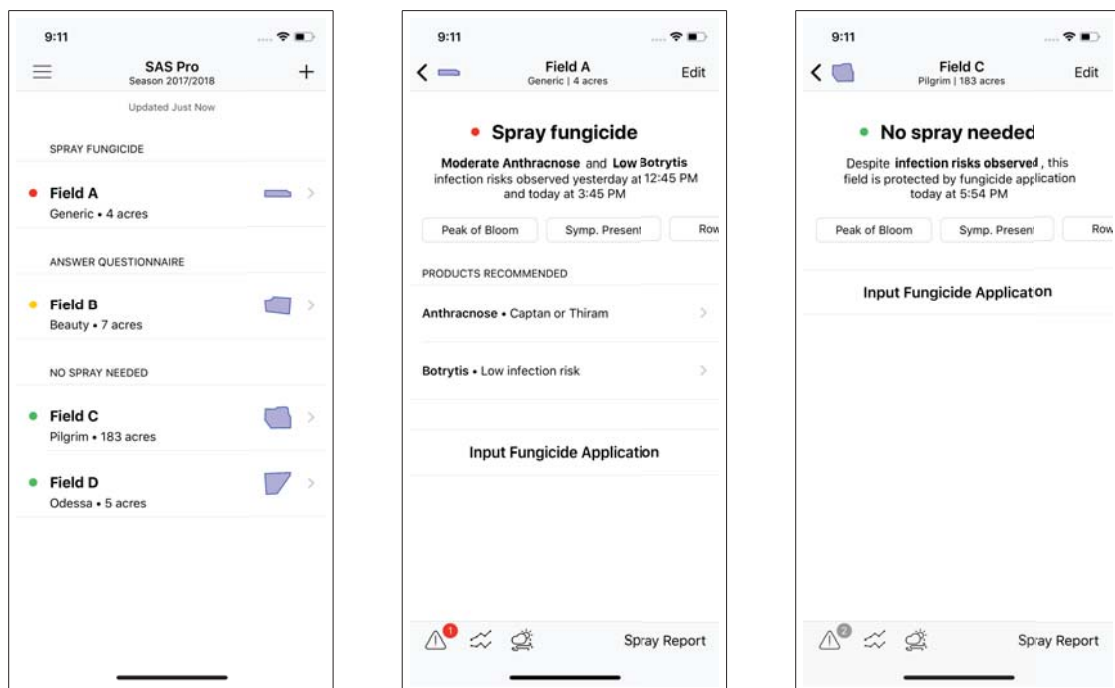 9:11
SAS Pro
Season 2017/2018
Updated Just Now
SPRAY FUNGICIDE
Field A
Generic • 4 acres
ANSWER QUESTIONNAIRE
Field B
Beauty • 7 acres
NO SPRAY NEEDED
Field C
Pilgrim • 183 acres
Field D
Odessa • 5 acres
9:11
Field A
Generic | 4 acres
Edit
Spray fungicide
Moderate Anthracnose and Low Botrytis
infection risks observed yesterday at 12:45 PM
and today at 3:45 PM
Peak of Bloom Symp. Present Row
PRODUCTS RECOMMENDED
Anthracnose • Captan or Thiram
Botrytis • Low infection risk
Input Fungicide Application
1
Spray Report
9:11
Field C
Pilgrim | 183 acres
Edit
No spray needed
Despite infection risks observed, this
field is protected by fungicide application
today at 5:54 PM
Peak of Bloom Symp. Present Row
Input Fungicide Application
2
Spray Report